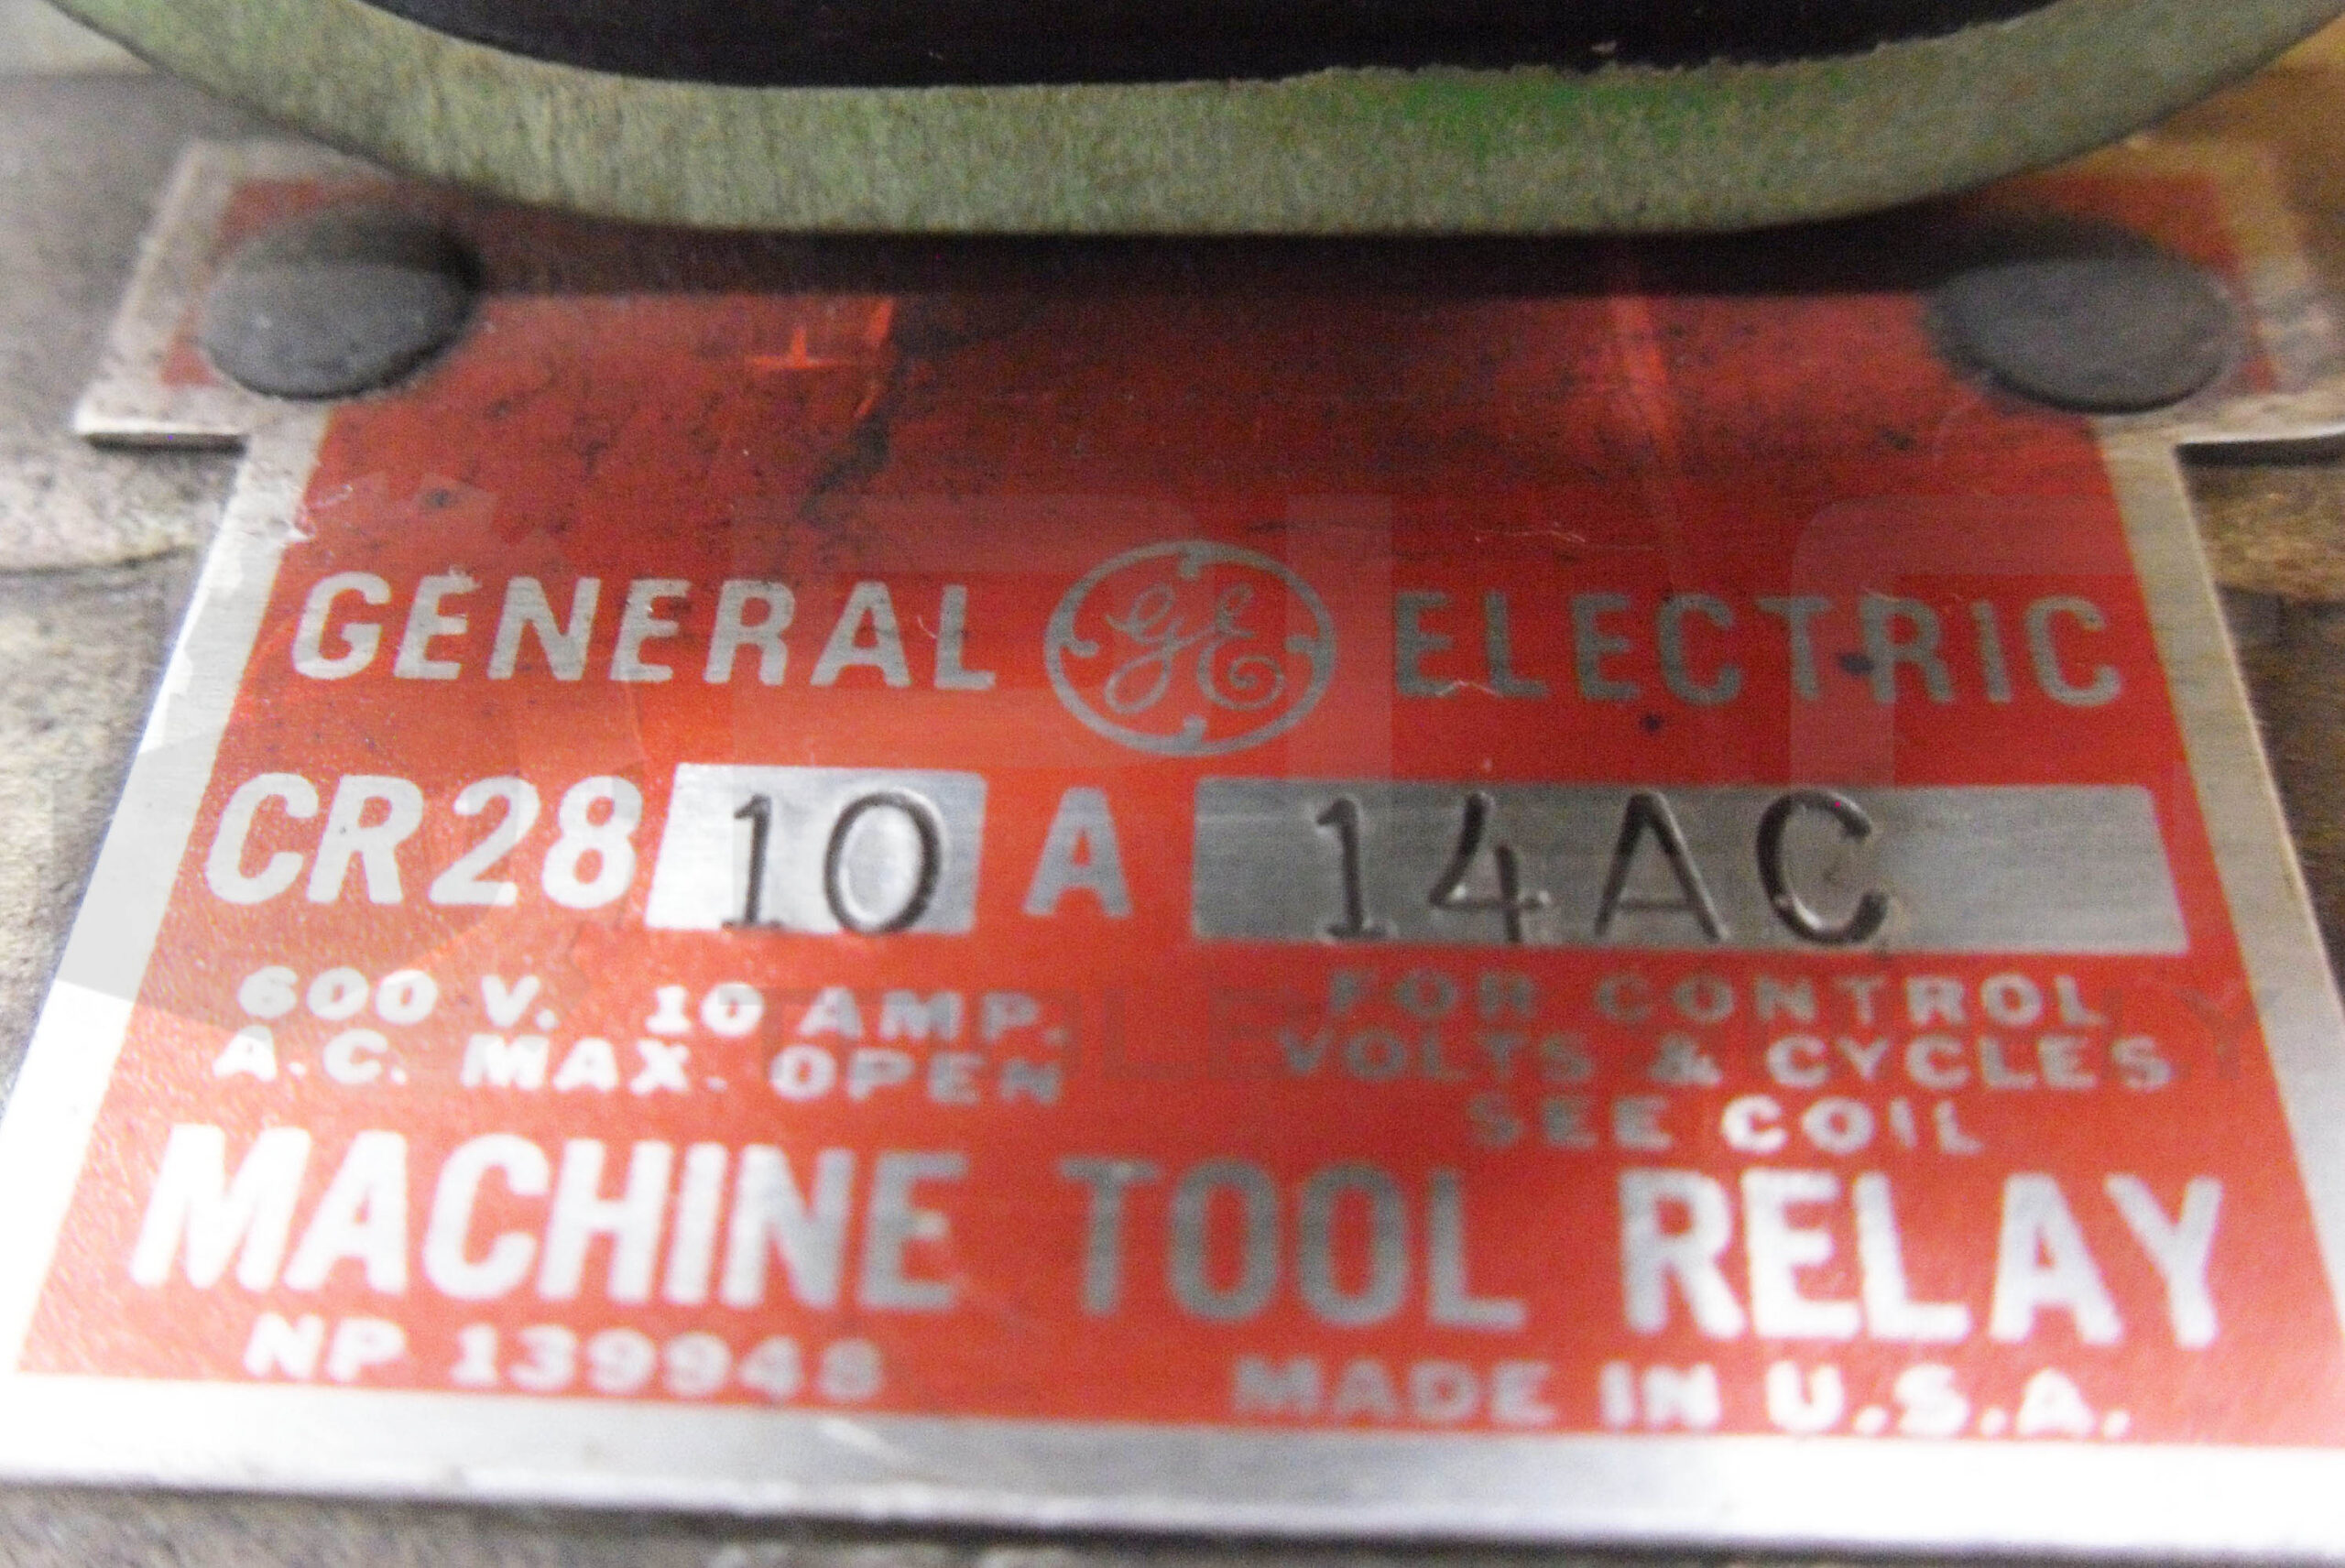 GENERAL GE ELECTRIC
CR28 10 A 14AC
600 V. 10 AMP.
A.C. MAX. OPEN
FOR CONTROL
VOLTS & CYCLES
SEE COIL
MACHINE TOOL RELAY
NP 139948
MADE IN U.S.A.